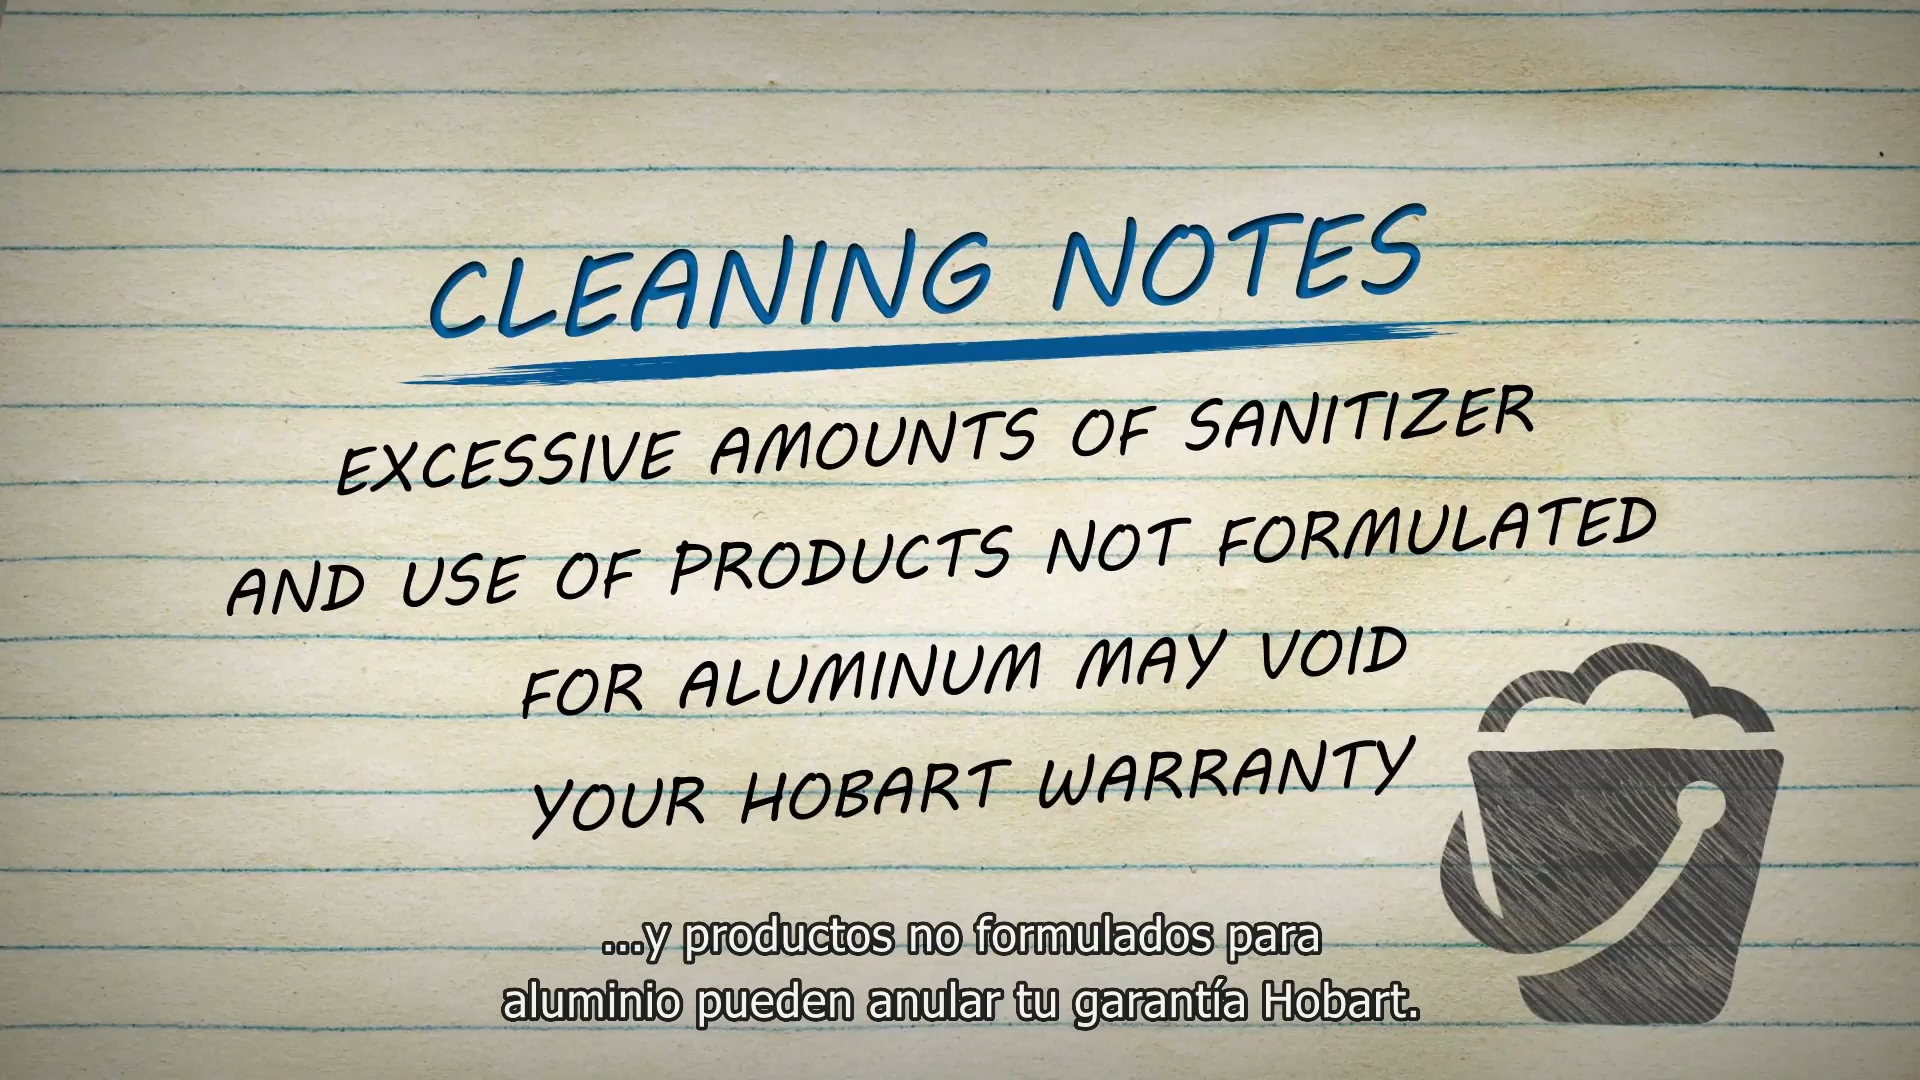 CLEANING NOTES
EXCESSIVE AMOUNTS OF SANITIZER
AND USE OF PRODUCTS NOT FORMULATED
FOR ALUMINUM MAY VOID
YOUR HOBART WARRANTY
...y productos no formulados para
aluminio pueden anular tu garantía Hobart.